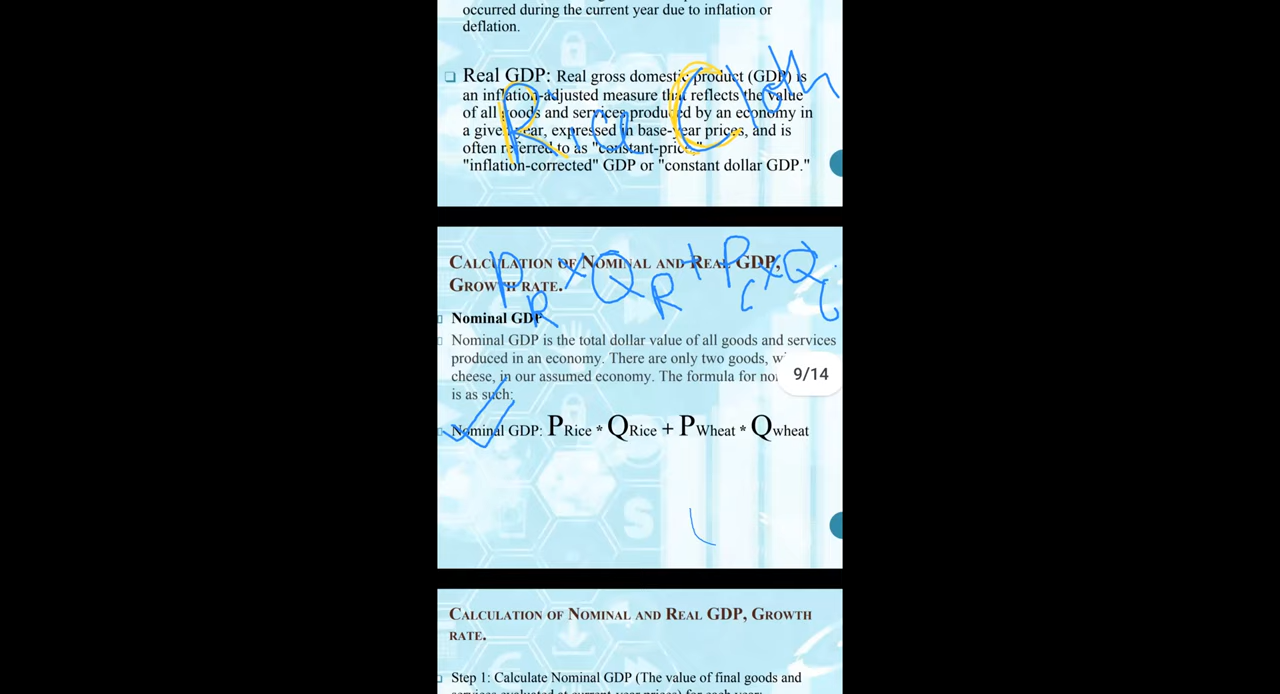 occurred during the current year due to inflation or
deflation.
Real GDP: Real gross domestic product (GDP) is
an inflation-adjusted measure that reflects the value
of all goods and services produced by an economy in
a given year, expressed in base-year prices, and is
often referred to as "constant-price,"
"inflation-corrected" GDP or "constant dollar GDP."
Rice Cloth
CALCULATION OF NOMINAL AND REAL GDP,
GROWTH RATE.
P_R × Q_R + P_C × Q_C
Nominal GDP
Nominal GDP is the total dollar value of all goods and services
produced in an economy. There are only two goods,
cheese, in our assumed economy. The formula for
is as such:
9/14
Nominal GDP: PRice * QRice + PWheat * Qwheat
S
CALCULATION OF NOMINAL AND REAL GDP, GROWTH
RATE.
Step 1: Calculate Nominal GDP (The value of final goods and